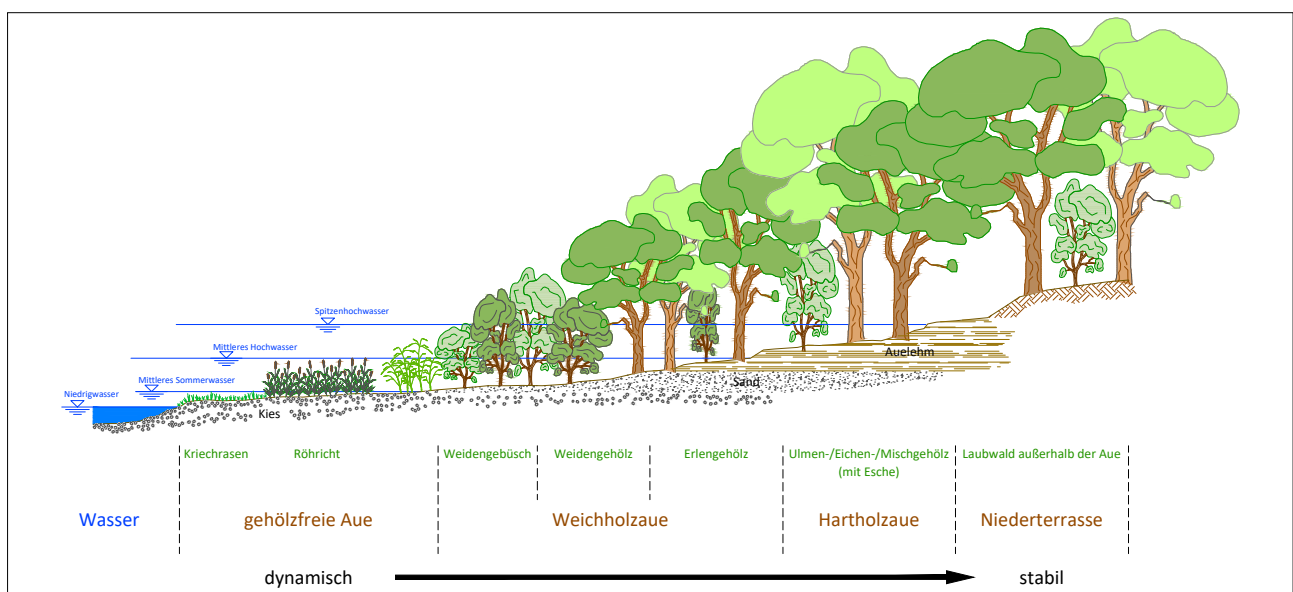 Spitzenhochwasser
Mittleres Hochwasser
Mittleres Sommerwasser
Niedrigwasser
Auelehm
Sand
Kies
Kriechrasen
Röhricht
Weidengebüsch
Weidengehölz
Erlengehölz
Ulmen-/Eichen-/Mischgehölz
(mit Esche)
Laubwald außerhalb der Aue
Wasser
gehölzfreie Aue
Weichholzaue
Hartholzaue
Niederterrasse
dynamisch
stabil